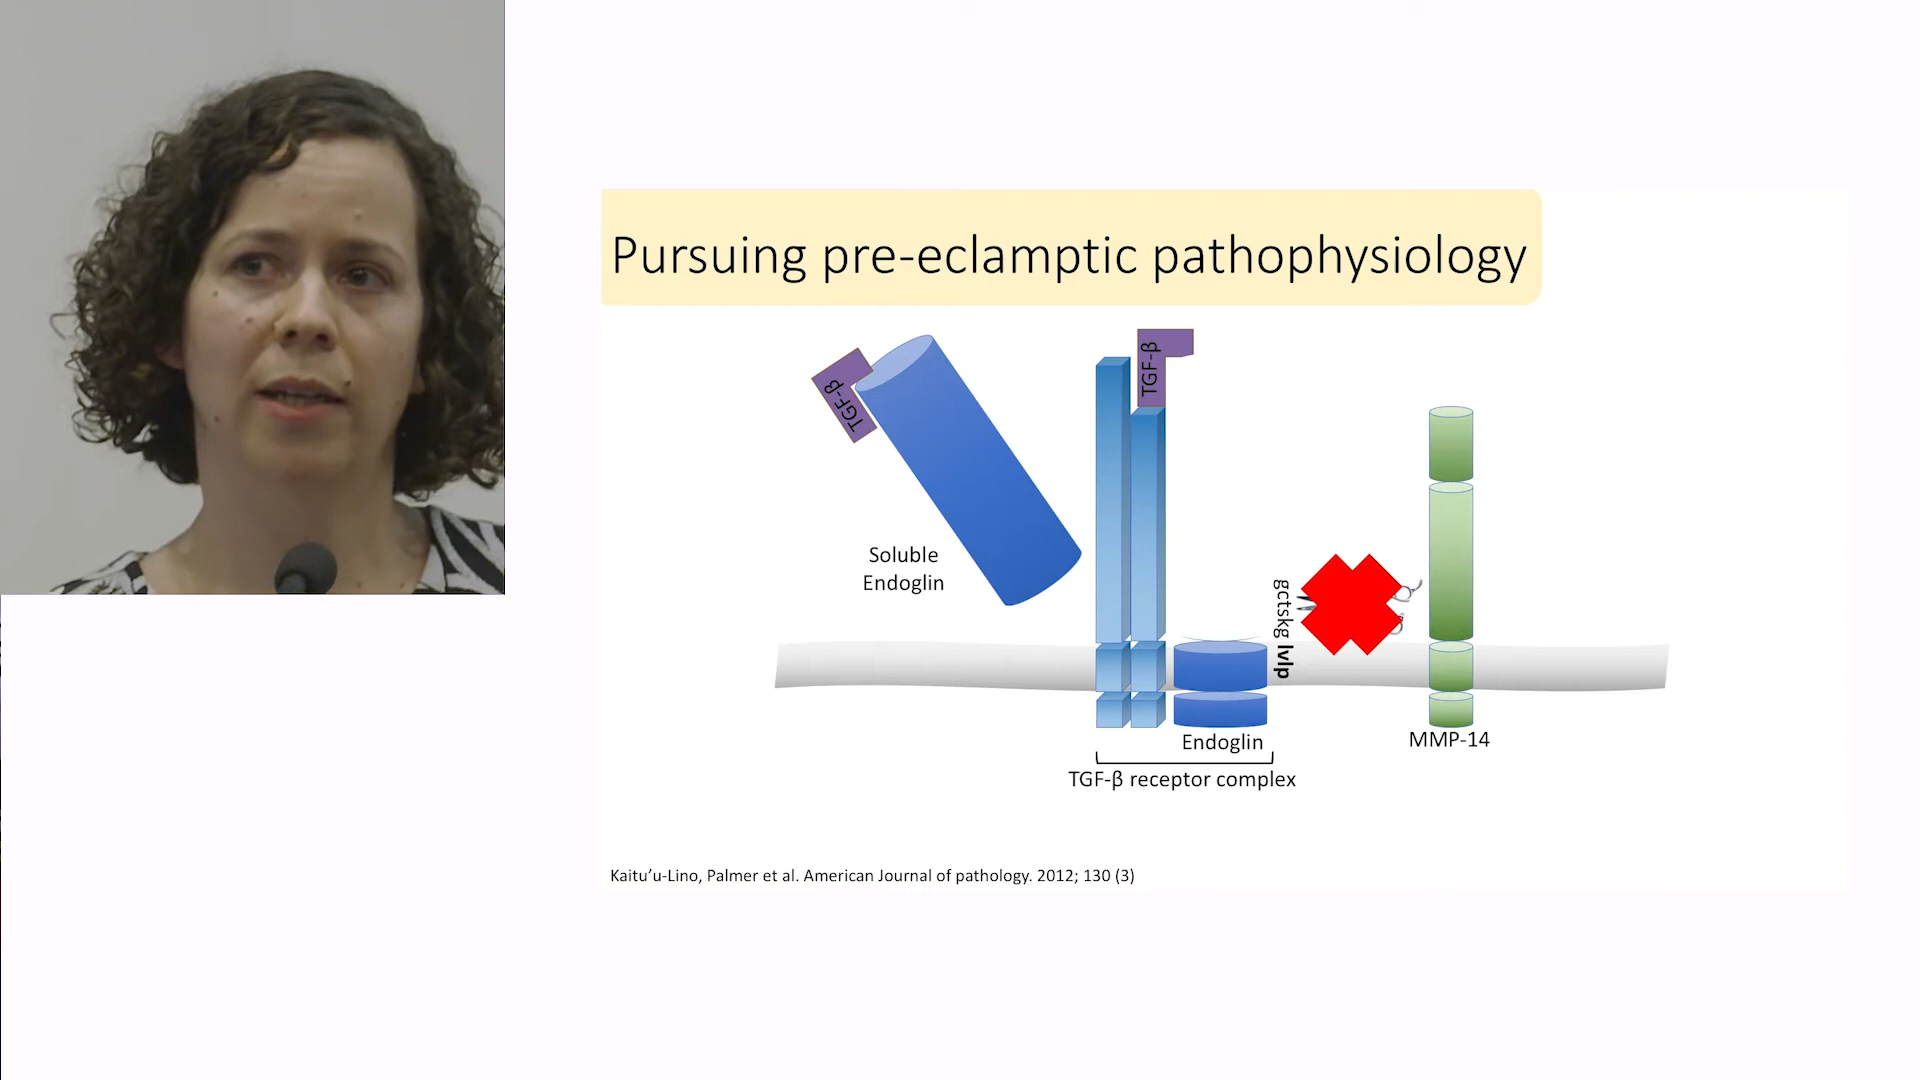 Pursuing pre-eclamptic pathophysiology
TGF-β
TGF-β
Soluble
Endoglin
gctskg lvlp
Endoglin
MMP-14
TGF-β receptor complex
Kaitu’u-Lino, Palmer et al. American Journal of pathology. 2012; 130 (3)